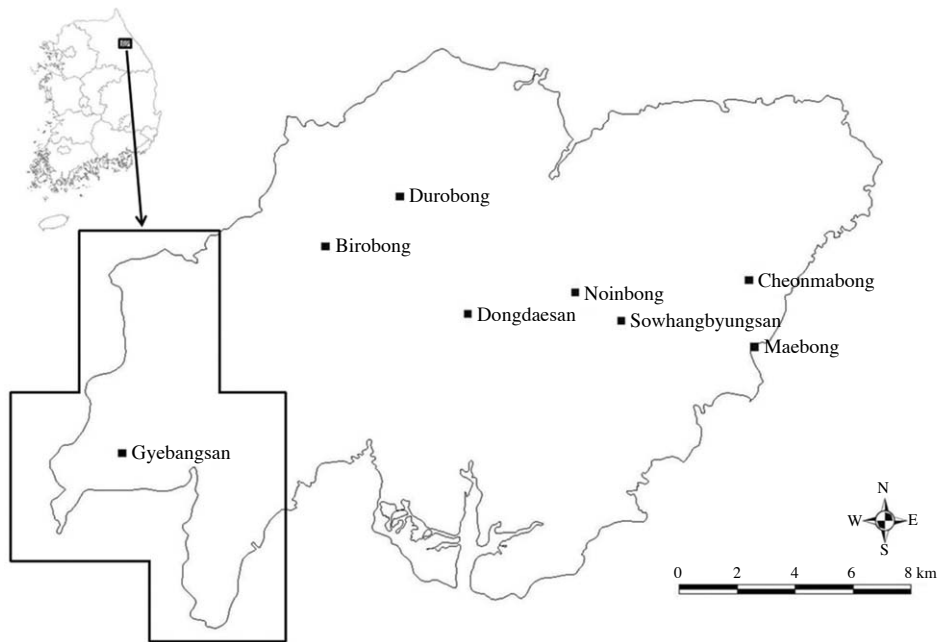 Durobong
Birobong
Cheonmabong
Noinbong
Dongdaesan
Sowhangbyungsan
Maebong
Gyebangsan
N
W E
S
0 2 4 6 8 km